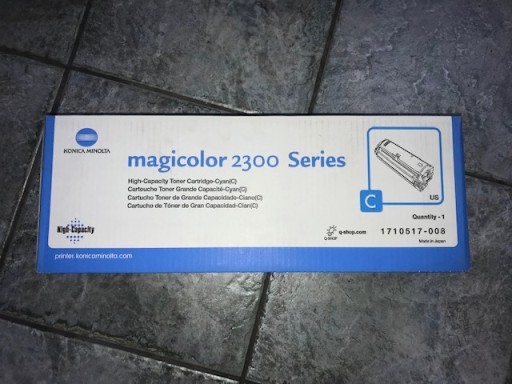 KONICA MINOLTA
magicolor 2300 Series
High-Capacity Toner Cartridge-Cyan(C)
Cartouche Toner Grande Capacité-Cyan(C)
Cartucho Toner de Grande Capacidade-Ciano(C)
Cartucho de Tóner de Gran Capacidad-Cian(C)
C
US
Quantity - 1
High-Capacity
Q-SHOP
q-shop.com
1710517-008
Made in Japan
printer.konicaminolta.com